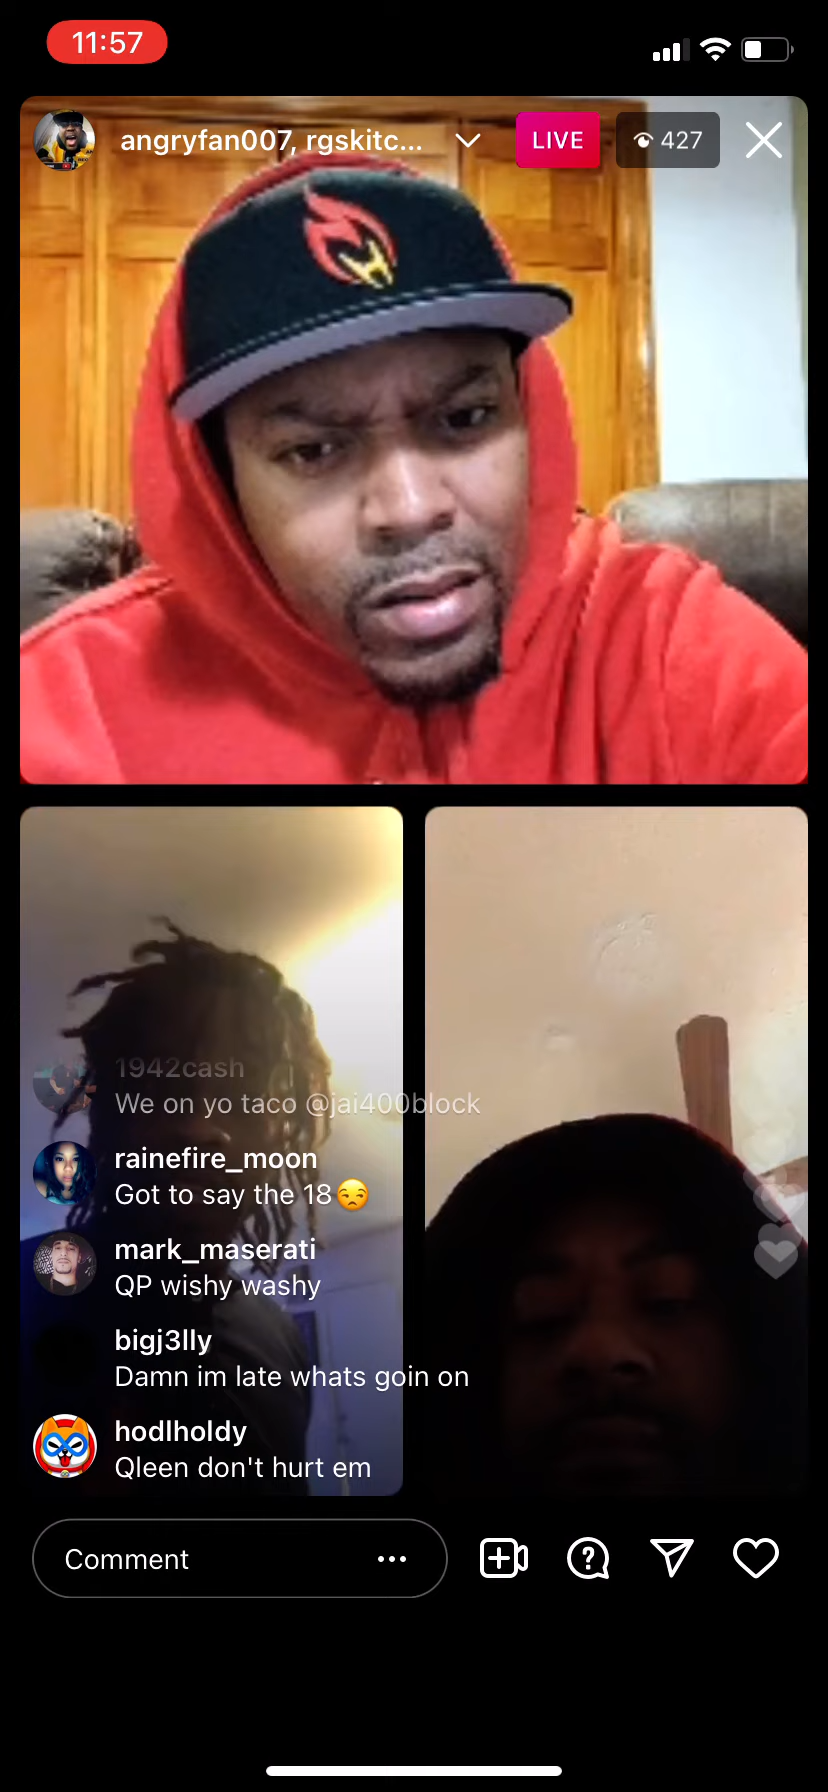 11:57
angryfan007, rgskitc...
LIVE
427
1942cash
We on yo taco @jai400block
rainefire_moon
Got to say the 18😒
mark_maserati
QP wishy washy
bigj3lly
Damn im late whats goin on
hodlholdy
Qleen don't hurt em
Comment